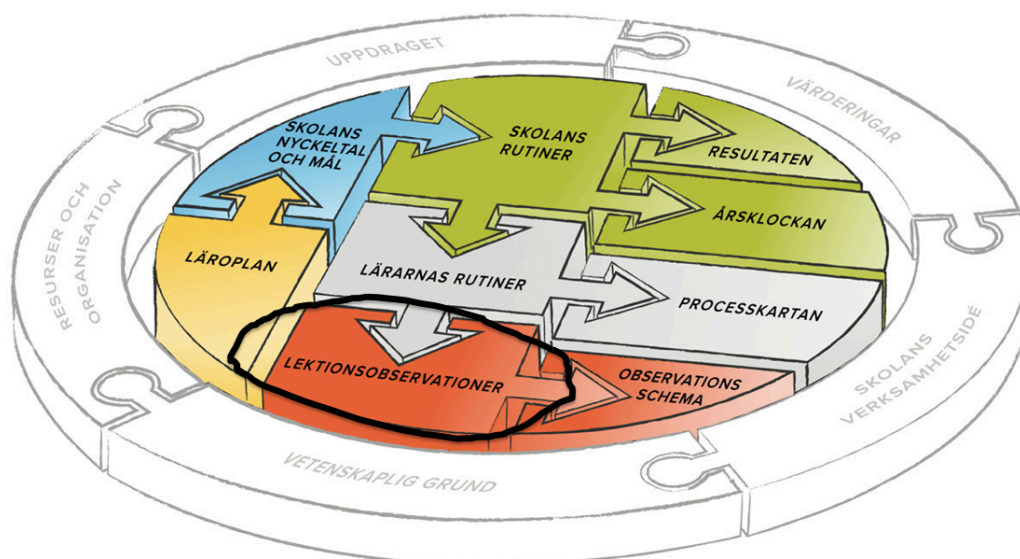 UPPDRAGET
VÄRDERINGAR
SKOLANS
NYCKELTAL
OCH MÅL
SKOLANS
RUTINER
RESULTATEN
ÅRSKLOCKAN
RESURSER OCH
ORGANISATION
LÄROPLAN
LÄRARNAS RUTINER
PROCESSKARTAN
LEKTIONSOBSERVATIONER
OBSERVATIONS
SCHEMA
SKOLANS
VERKSAMHETSIDÉ
VETENSKAPLIG GRUND